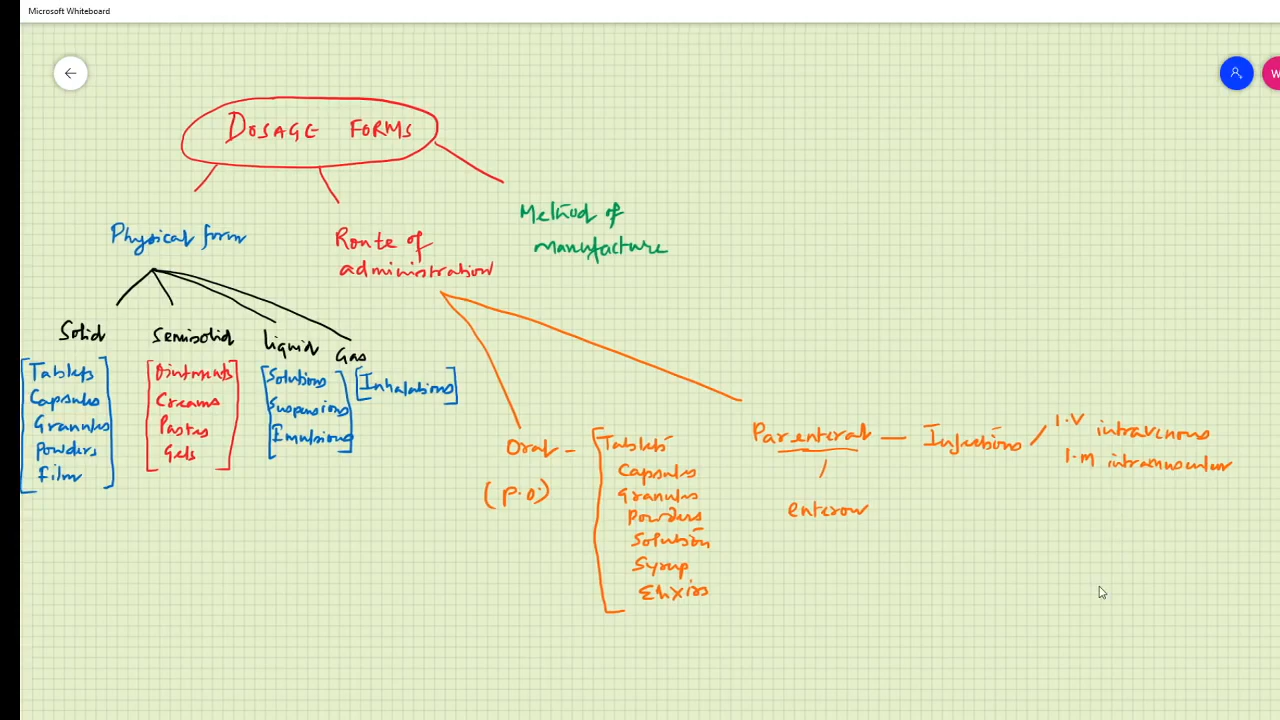 Microsoft Whiteboard
W
DOSAGE FORMS
Physical form
Route of
administration
Method of
manufacture
Solid
Tablets
Capsules
Granules
Powders
Film
Semisolid
Ointments
Creams
Pastes
Gels
Liquid
Solutions
Suspensions
Emulsions
Gas
Inhalations
Oral -
(P.O.)
Tablets
Capsules
Granules
Powders
Solution
Syrup
Elixirs
Parenteral — Injections / I.V intravenous
I.M intramuscular
enteron